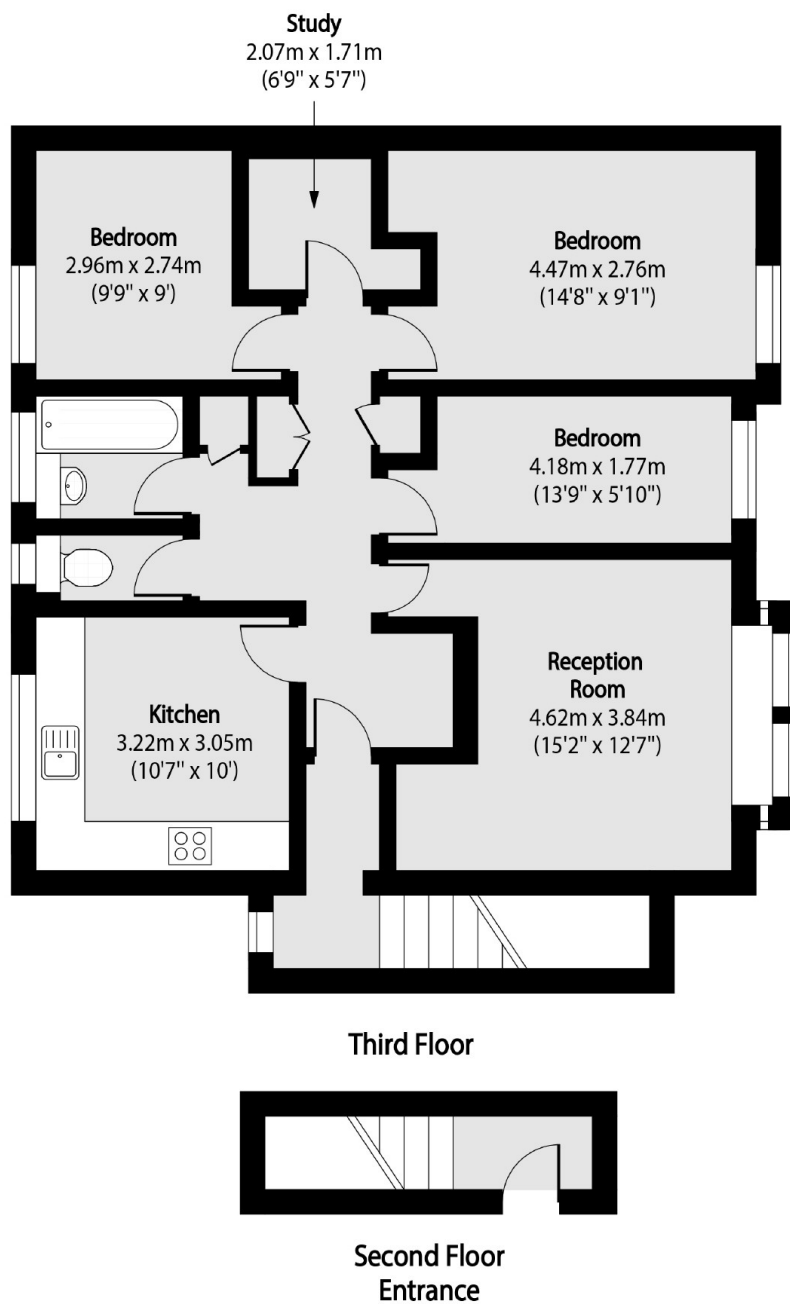 Study
2.07m x 1.71m
(6'9" x 5'7")
Bedroom
2.96m x 2.74m
(9'9" x 9')
Bedroom
4.47m x 2.76m
(14'8" x 9'1")
Bedroom
4.18m x 1.77m
(13'9" x 5'10")
Reception
Room
4.62m x 3.84m
(15'2" x 12'7")
Kitchen
3.22m x 3.05m
(10'7" x 10')
Third Floor
Second Floor
Entrance